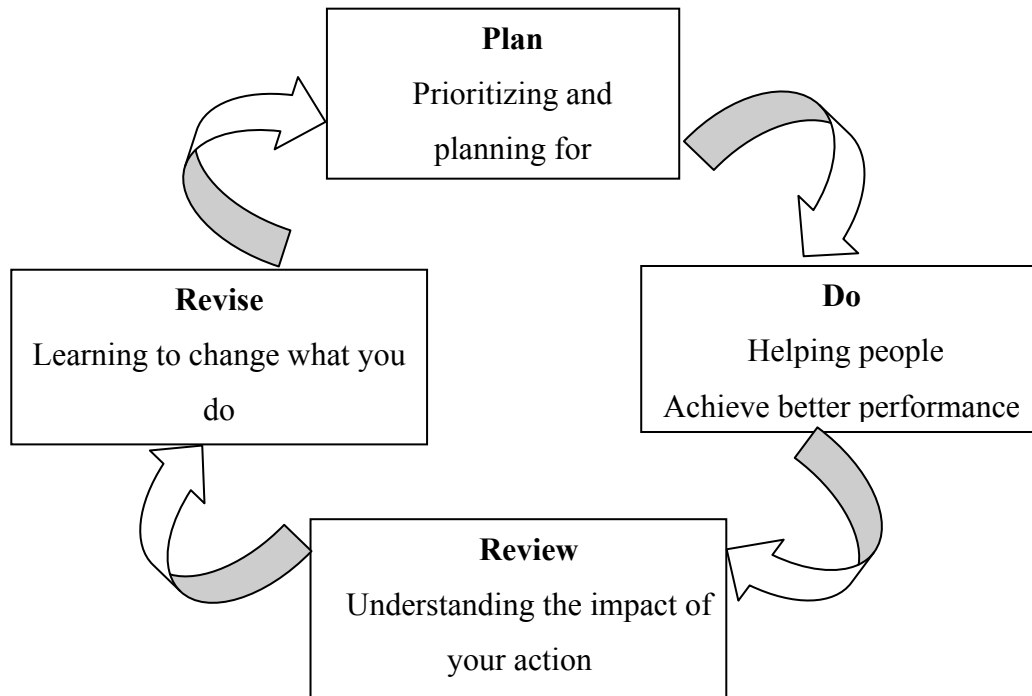 Plan
Prioritizing and
planning for
Revise
Learning to change what you
do
Do
Helping people
Achieve better performance
Review
Understanding the impact of
your action